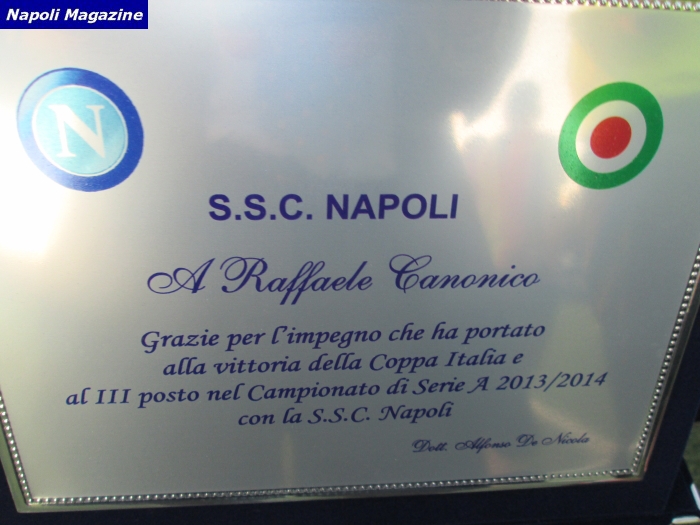 Napoli Magazine
N
S.S.C. NAPOLI
A Raffaele Canonico
Grazie per l'impegno che ha portato
alla vittoria della Coppa Italia e
al III posto nel Campionato di Serie A 2013/2014
con la S.S.C. Napoli
Dott. Alfonso De Nicola